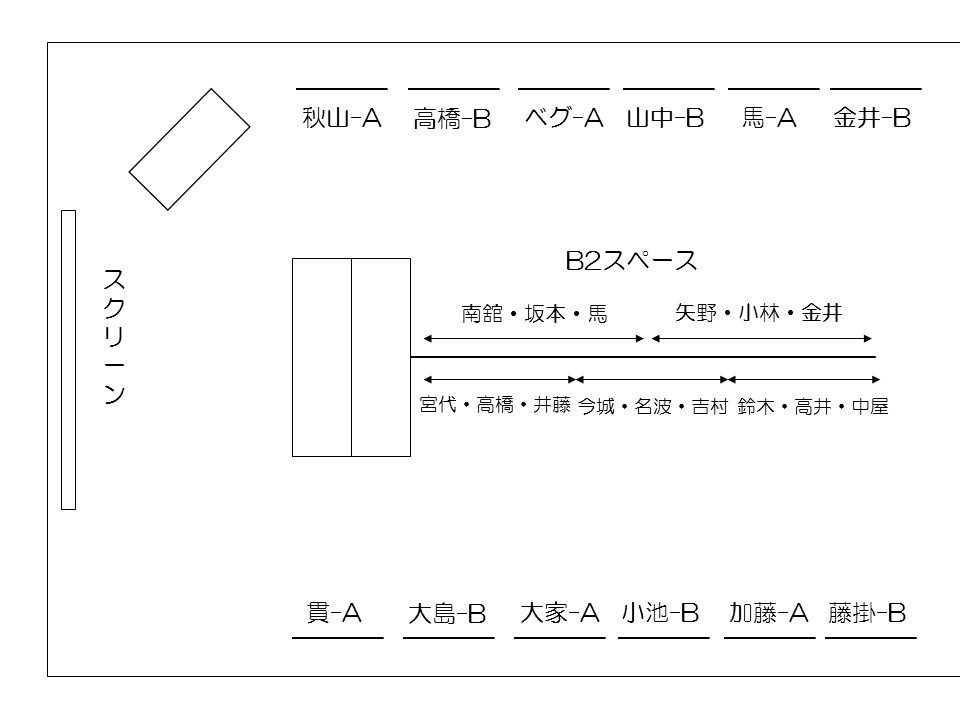 秋山-A 高橋-B ベグ-A 山中-B 馬-A 金井-B
B2スペース
スクリーン
南舘・坂本・馬 矢野・小林・金井
宮代・高橋・井藤 今城・名波・吉村 鈴木・高井・中屋
貫-A 大島-B 大家-A 小池-B 加藤-A 藤掛-B